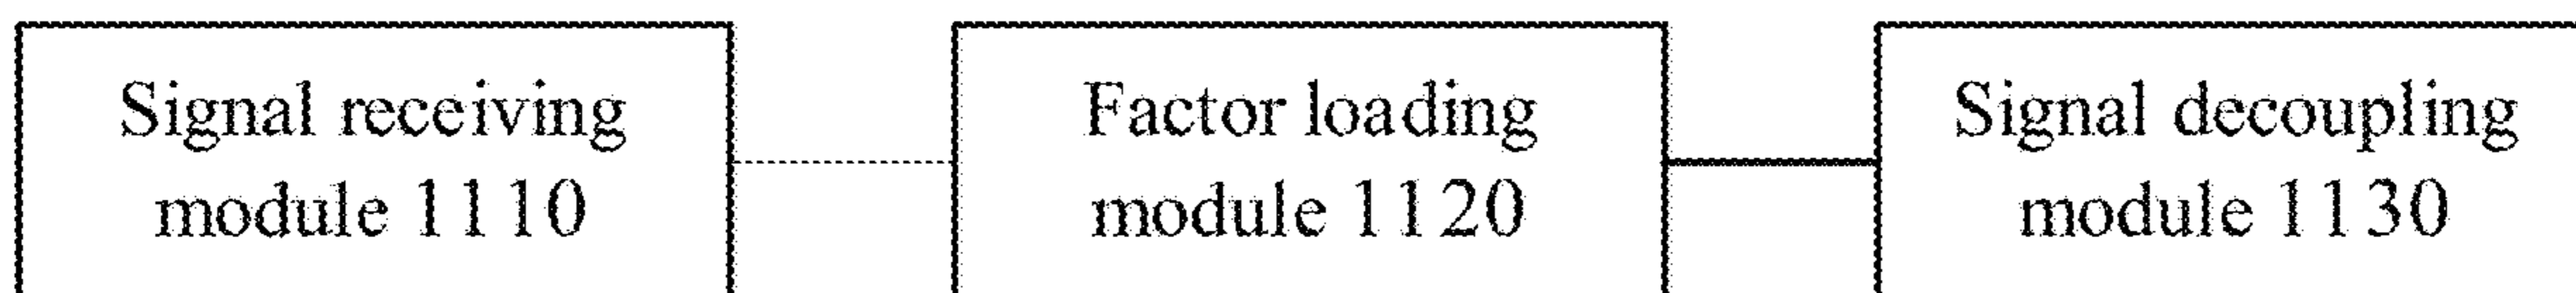 Signal receiving
module 1110
Factor loading
module 1120
Signal decoupling
module 1130